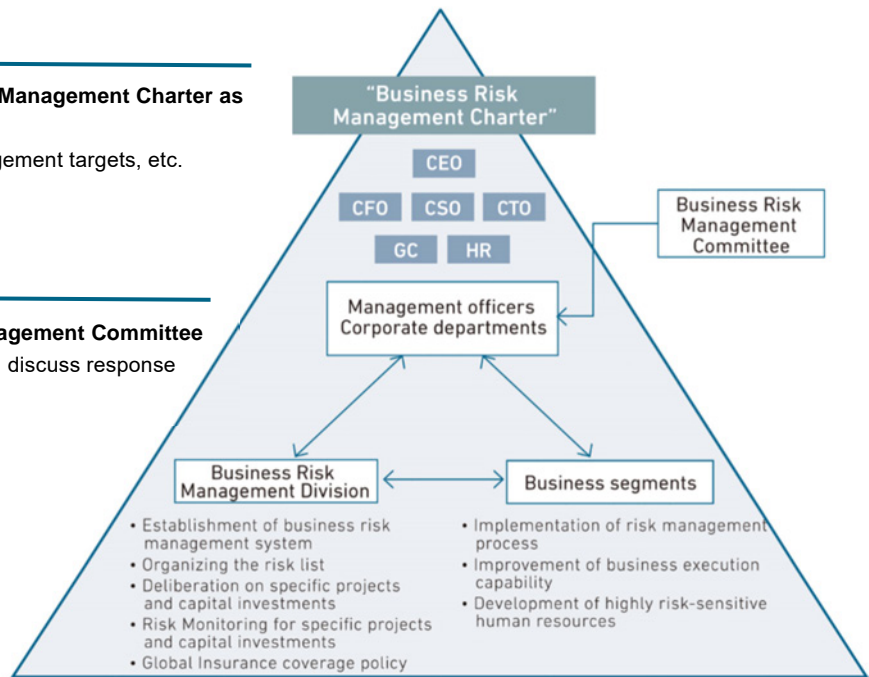 Management Charter as
gement targets, etc.
agement Committee
discuss response
“Business Risk
Management Charter”
CEO
CFO CSO CTO
GC HR
Business Risk
Management
Committee
Management officers
Corporate departments
Business Risk
Management Division
• Establishment of business risk
management system
• Organizing the risk list
• Deliberation on specific projects
and capital investments
• Risk Monitoring for specific projects
and capital investments
• Global Insurance coverage policy
Business segments
• Implementation of risk management
process
• Improvement of business execution
capability
• Development of highly risk-sensitive
human resources